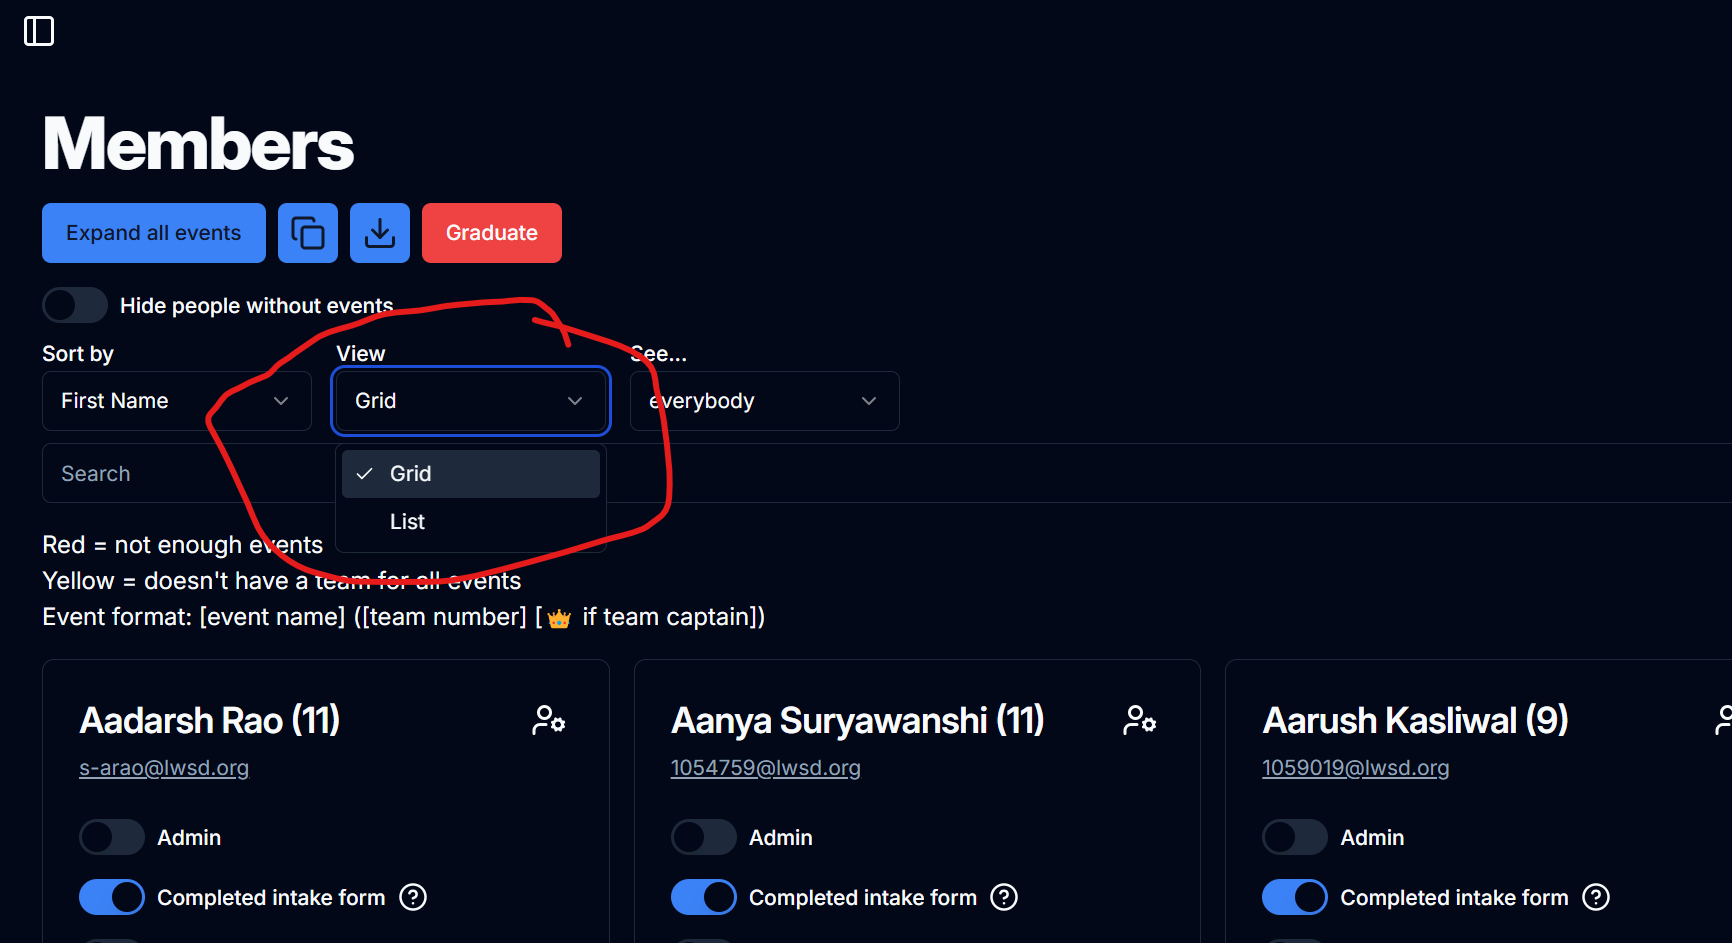 Members
Expand all events Graduate
Hide people without events
Sort by View See...
First Name Grid everybody
Search Grid
List
Red = not enough events
Yellow = doesn't have a team for all events
Event format: [event name] ([team number] [👑 if team captain])
Aadarsh Rao (11) Aanya Suryawanshi (11) Aarush Kasliwal (9)
s-arao@lwsd.org 1054759@lwsd.org 1059019@lwsd.org
Admin Admin Admin
Completed intake form Completed intake form Completed intake form